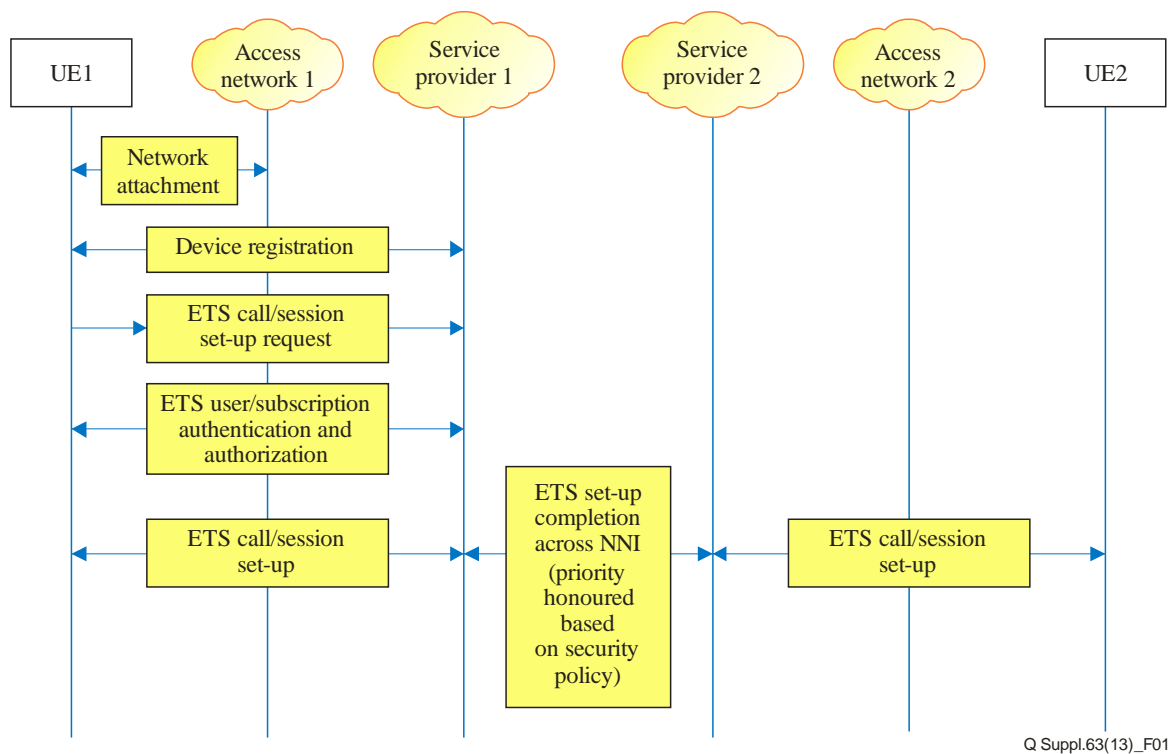 UE1
Access
network 1
Service
provider 1
Service
provider 2
Access
network 2
UE2
Network
attachment
Device registration
ETS call/session
set-up request
ETS user/subscription
authentication and
authorization
ETS call/session
set-up
ETS set-up
completion
across NNI
(priority
honoured
based
on security
policy)
ETS call/session
set-up
Q Suppl.63(13)_F01